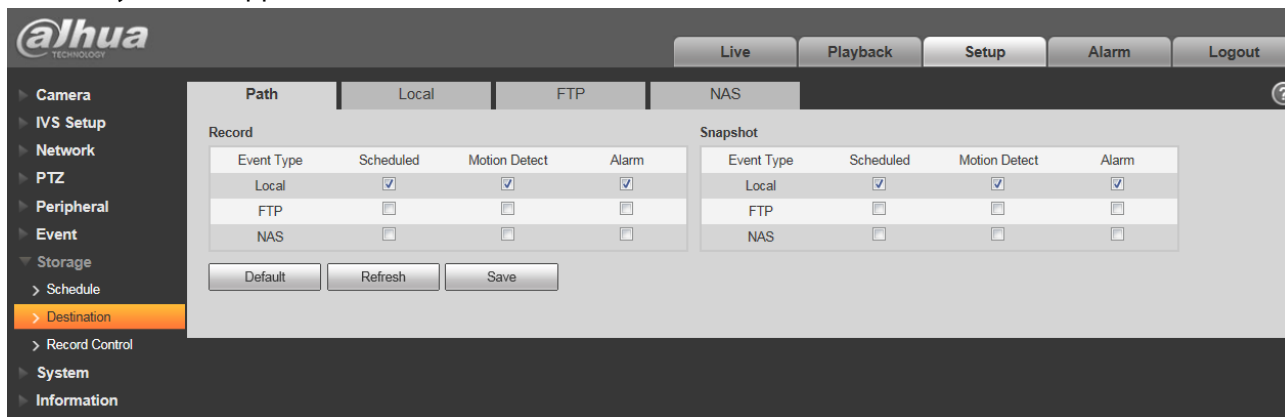 alhua
TECHNOLOGY
Live Playback Setup Alarm Logout
Camera
IVS Setup
Network
PTZ
Peripheral
Event
Storage
Schedule
Destination
Record Control
System
Information
Path Local FTP NAS ?
Record
Event Type Scheduled Motion Detect Alarm
Local
FTP
NAS
Snapshot
Event Type Scheduled Motion Detect Alarm
Local
FTP
NAS
Default Refresh Save